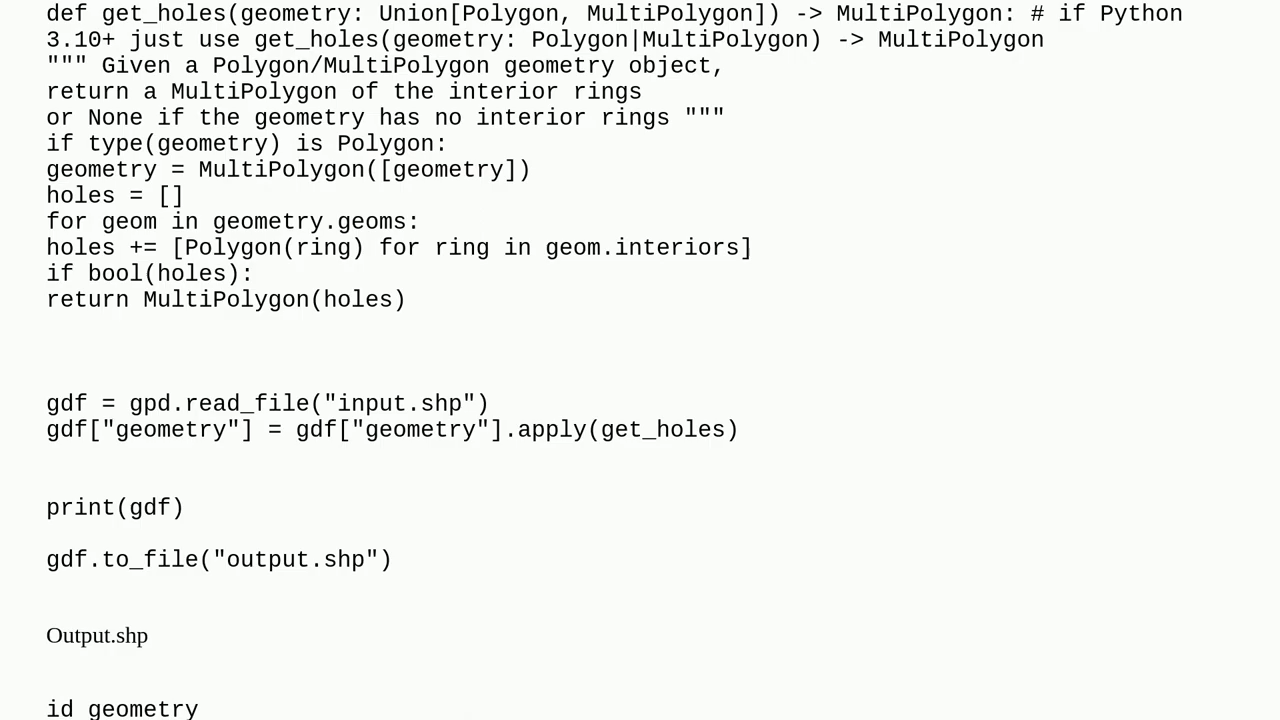 def get_holes(geometry: Union[Polygon, MultiPolygon]) -> MultiPolygon: # if Python
3.10+ just use get_holes(geometry: Polygon|MultiPolygon) -> MultiPolygon
""" Given a Polygon/MultiPolygon geometry object,
return a MultiPolygon of the interior rings
or None if the geometry has no interior rings """
if type(geometry) is Polygon:
geometry = MultiPolygon([geometry])
holes = []
for geom in geometry.geoms:
holes += [Polygon(ring) for ring in geom.interiors]
if bool(holes):
return MultiPolygon(holes)
gdf = gpd.read_file("input.shp")
gdf["geometry"] = gdf["geometry"].apply(get_holes)
print(gdf)
gdf.to_file("output.shp")
Output.shp
id geometry